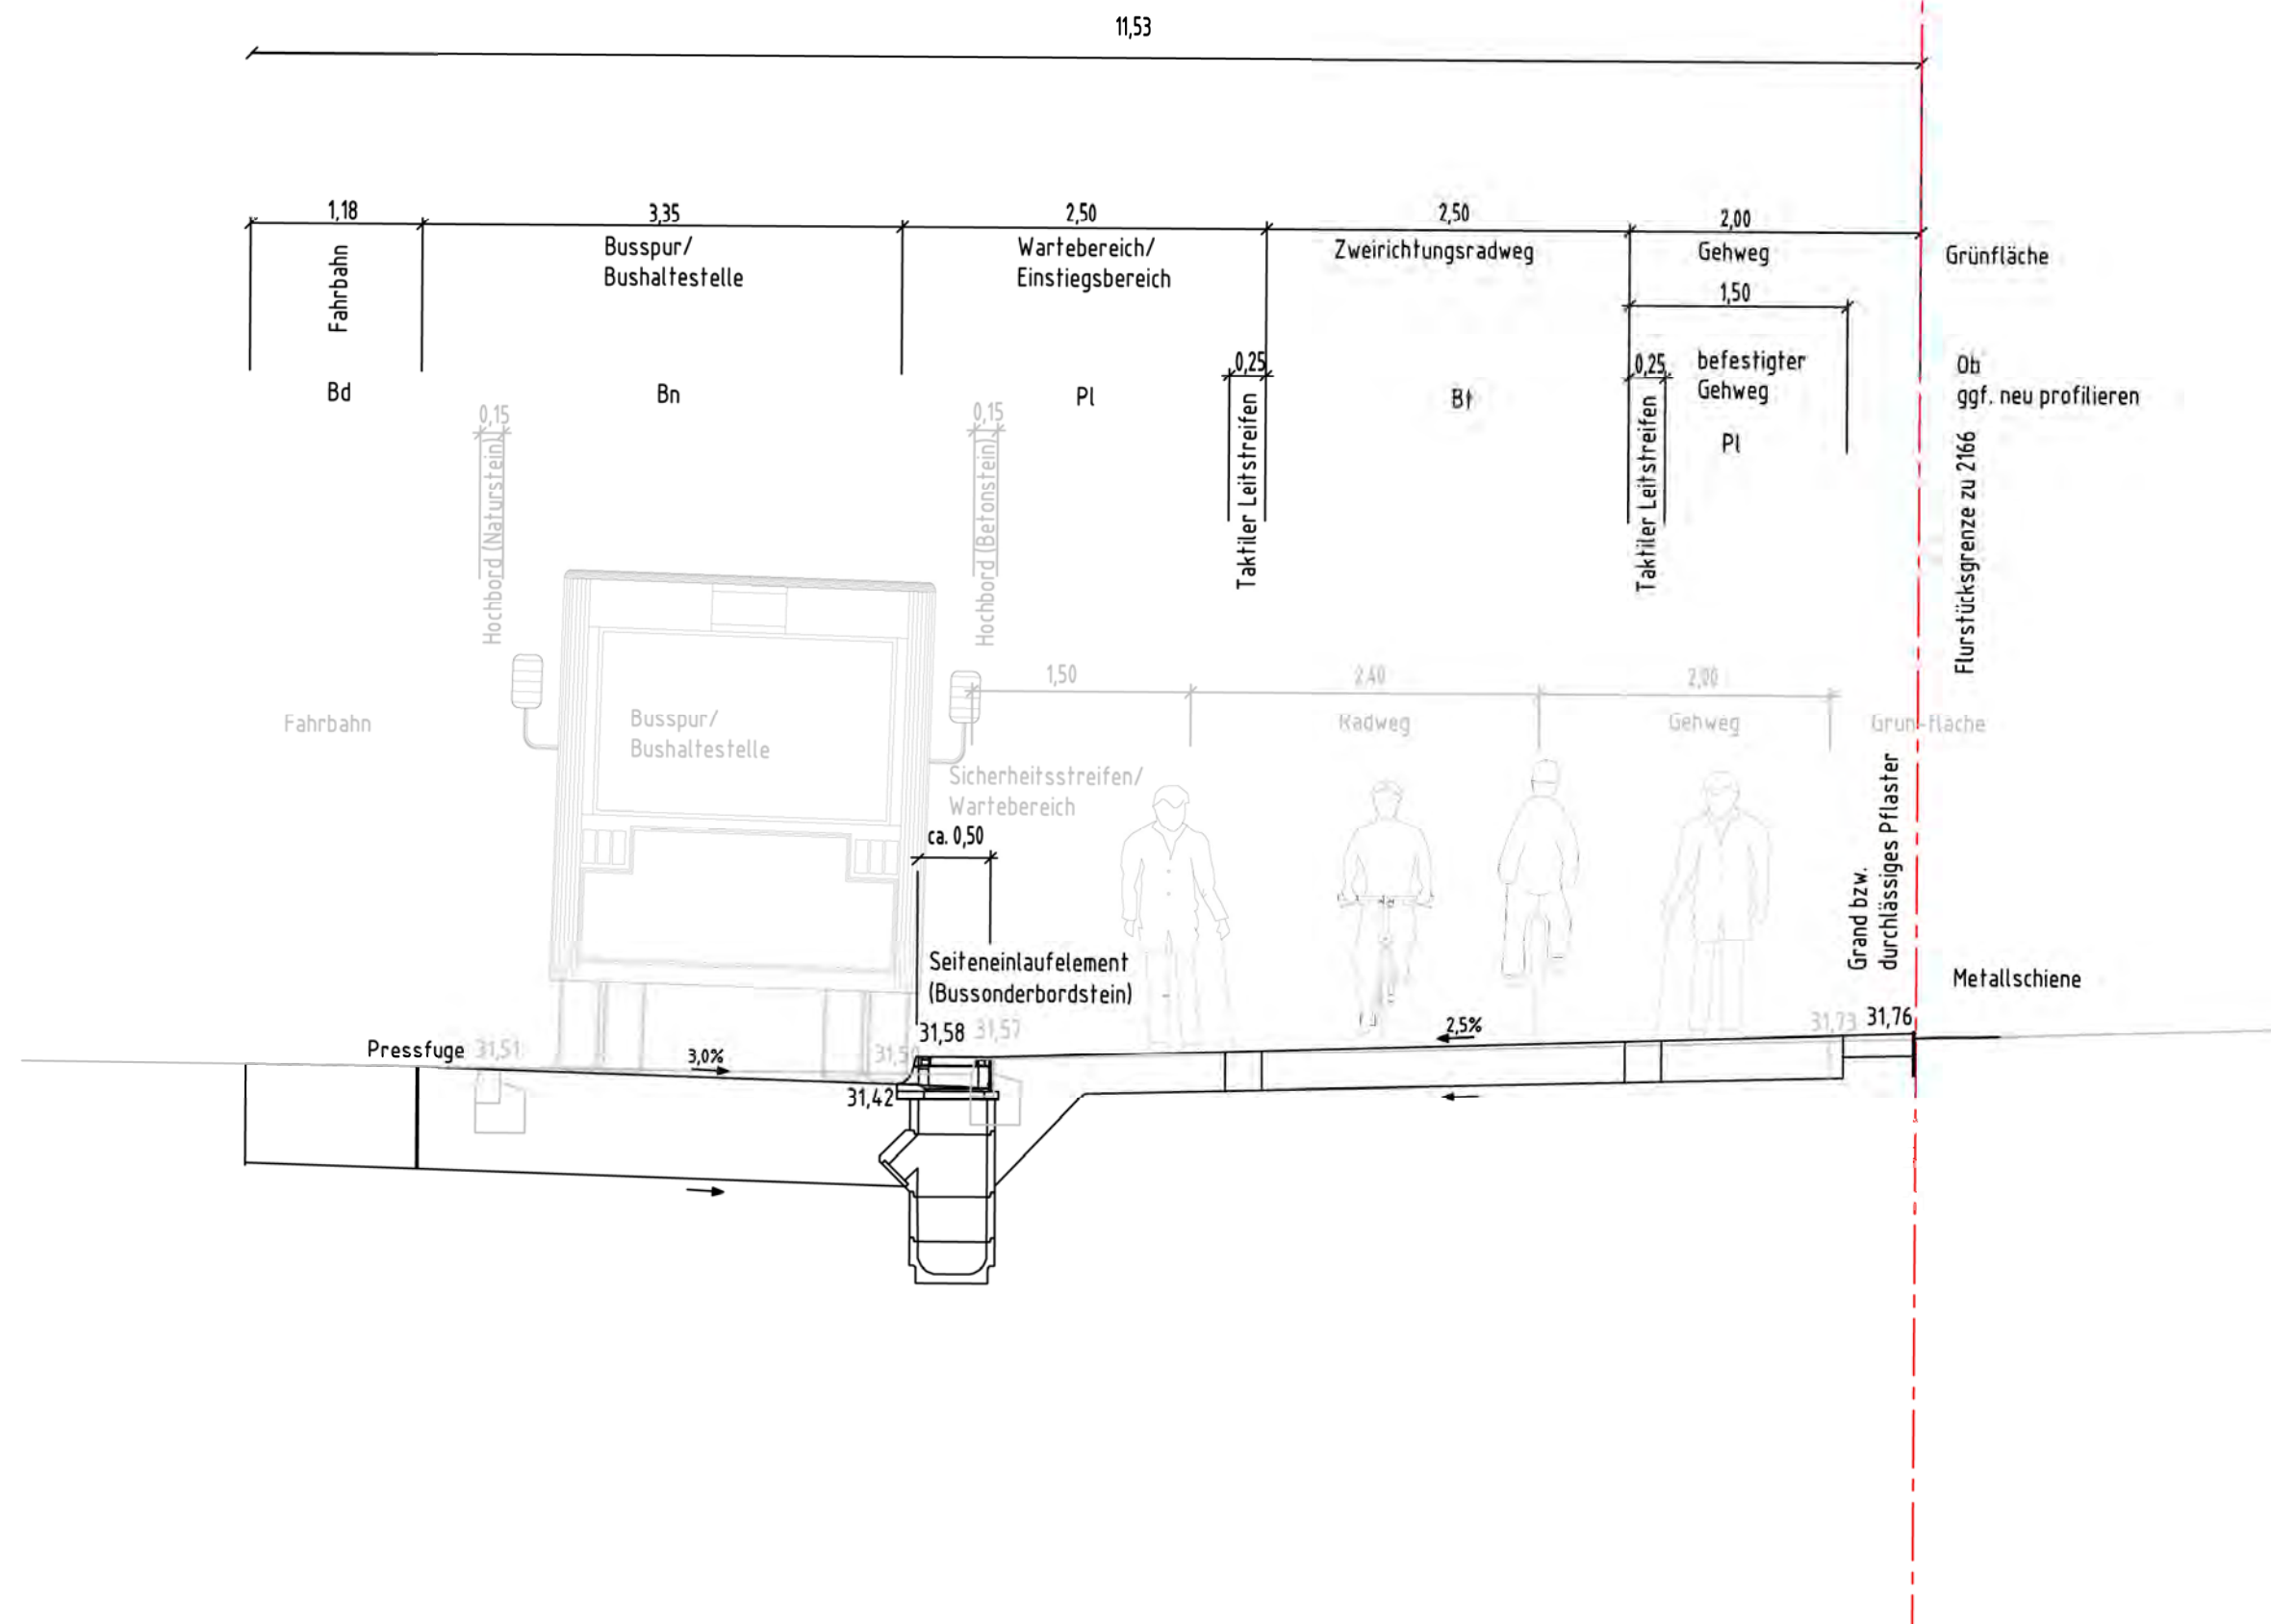 11,53
1,18
3,35
2,50
2,50
2,00
Fahrbahn
Busspur/
Bushaltestelle
Wartebereich/
Einstiegsbereich
Zweirichtungsradweg
Gehweg
Grünfläche
1,50
0,25
0,25
befestigter
Gehweg
Ob
ggf. neu profilieren
Bd
Bn
Pl
Bt
Pl
0,15
0,15
Hochbord (Naturstein)
Hochbord (Betonstein)
Taktiler Leitstreifen
Taktiler Leitstreifen
Flurstücksgrenze zu 2166
1,50
2,40
2,00
Fahrbahn
Busspur/
Bushaltestelle
Radweg
Gehweg
Grün-fläche
Sicherheitsstreifen/
Wartebereich
ca. 0,50
Grand bzw.
durchlässiges Pflaster
Seiteneinlaufelement
(Bussonderbordstein)
Metallschiene
31,58
31,57
2,5%
31,73
31,76
Pressfuge
31,51
3,0%
31,42